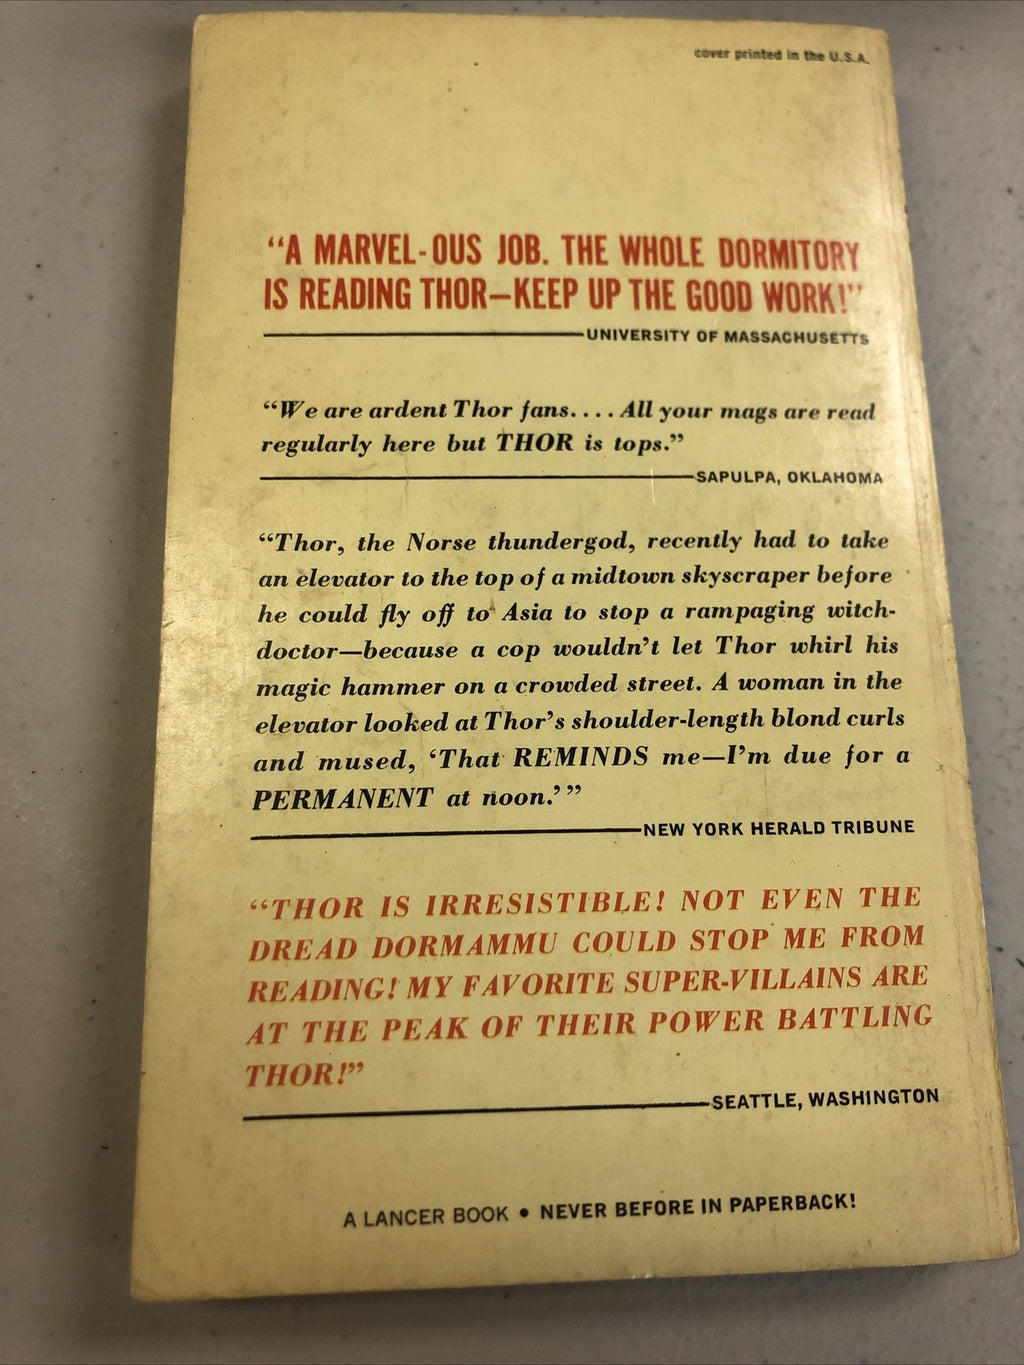 cover printed in the U.S.A.
“A MARVEL-OUS JOB. THE WHOLE DORMITORY
IS READING THOR—KEEP UP THE GOOD WORK!”
UNIVERSITY OF MASSACHUSETTS
“We are ardent Thor fans.... All your mags are read
regularly here but THOR is tops.”
SAPULPA, OKLAHOMA
“Thor, the Norse thundergod, recently had to take
an elevator to the top of a midtown skyscraper before
he could fly off to Asia to stop a rampaging witch-
doctor—because a cop wouldn’t let Thor whirl his
magic hammer on a crowded street. A woman in the
elevator looked at Thor’s shoulder-length blond curls
and mused, ‘That REMINDS me—I’m due for a
PERMANENT at noon.’”
NEW YORK HERALD TRIBUNE
“THOR IS IRRESISTIBLE! NOT EVEN THE
DREAD DORMAMMU COULD STOP ME FROM
READING! MY FAVORITE SUPER-VILLAINS ARE
AT THE PEAK OF THEIR POWER BATTLING
THOR!”
SEATTLE, WASHINGTON
A LANCER BOOK • NEVER BEFORE IN PAPERBACK!